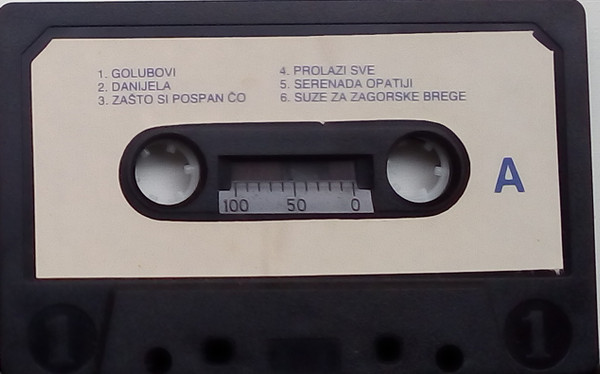 1. GOLUBOVI
2. DANIJELA
3. ZAŠTO SI POSPAN ČO
4. PROLAZI SVE
5. SERENADA OPATIJI
6. SUZE ZA ZAGORSKE BREGE
A
100 50 0
1 1